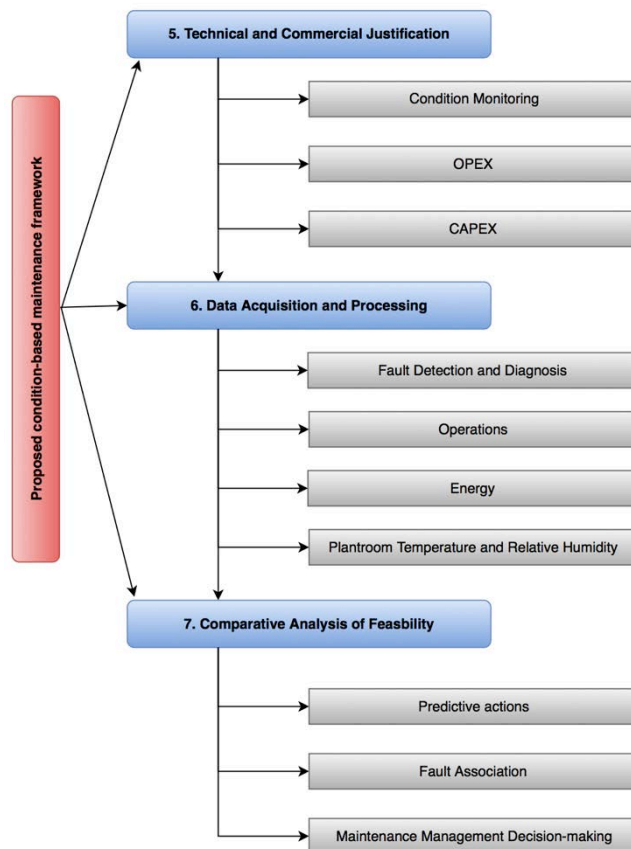 Proposed condition-based maintenance framework
5. Technical and Commercial Justification
Condition Monitoring
OPEX
CAPEX
6. Data Acquisition and Processing
Fault Detection and Diagnosis
Operations
Energy
Plantroom Temperature and Relative Humidity
7. Comparative Analysis of Feasbility
Predictive actions
Fault Association
Maintenance Management Decision-making